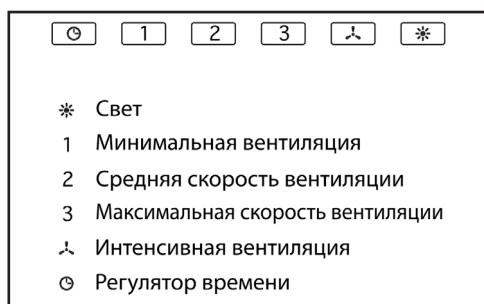 1 2 3
Свет
1 Минимальная вентиляция
2 Средняя скорость вентиляции
3 Максимальная скорость вентиляции
Интенсивная вентиляция
Регулятор времени